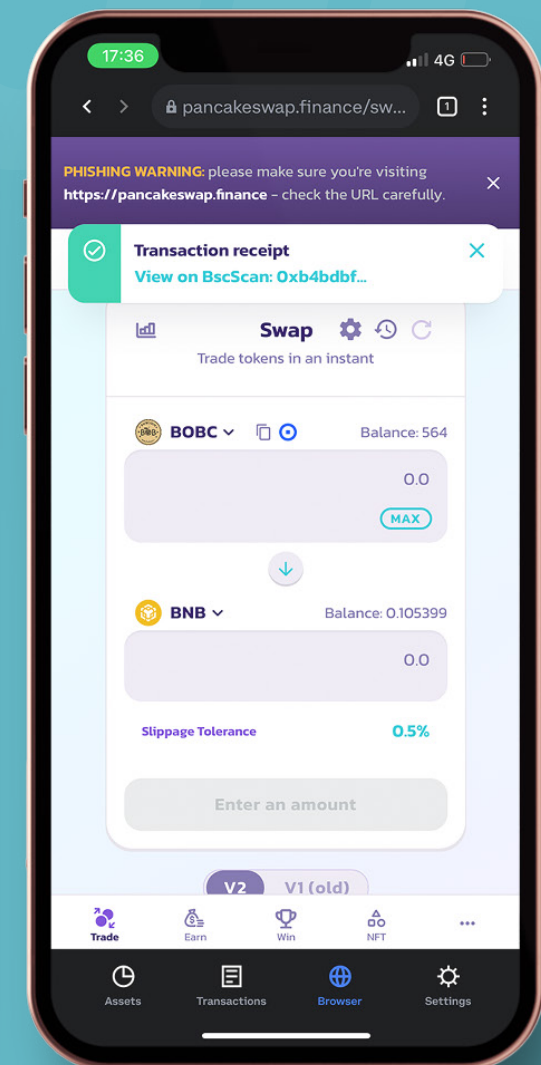 17:36
4G
pancakeswap.finance/sw...
1
PHISHING WARNING: please make sure you're visiting
https://pancakeswap.finance - check the URL carefully.
Transaction receipt
View on BscScan: 0xb4bdbf...
Swap
Trade tokens in an instant
BOBC
Balance: 564
0.0
MAX
BNB
Balance: 0.105399
0.0
Slippage Tolerance
0.5%
Enter an amount
V2
V1 (old)
Trade
Earn
Win
NFT
Assets
Transactions
Browser
Settings